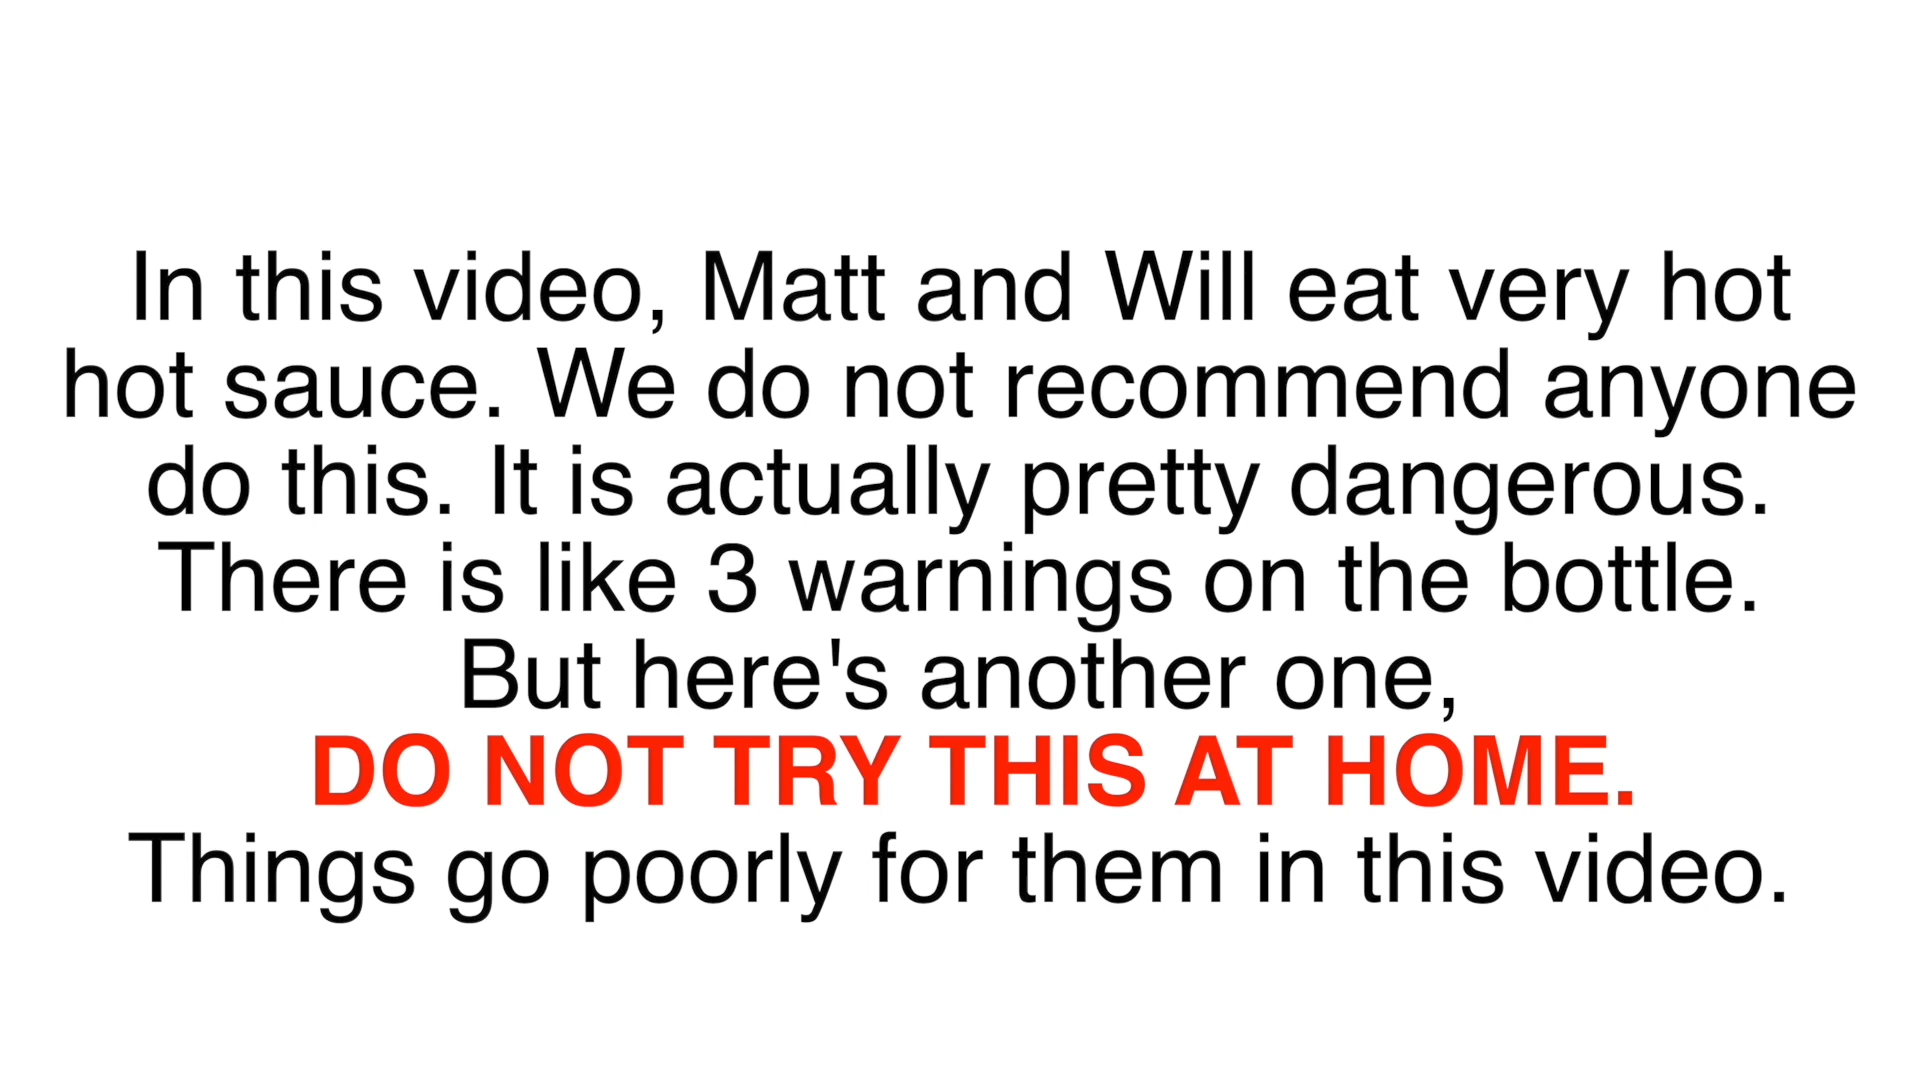 In this video, Matt and Will eat very hot
hot sauce. We do not recommend anyone
do this. It is actually pretty dangerous.
There is like 3 warnings on the bottle.
But here's another one,
DO NOT TRY THIS AT HOME.
Things go poorly for them in this video.